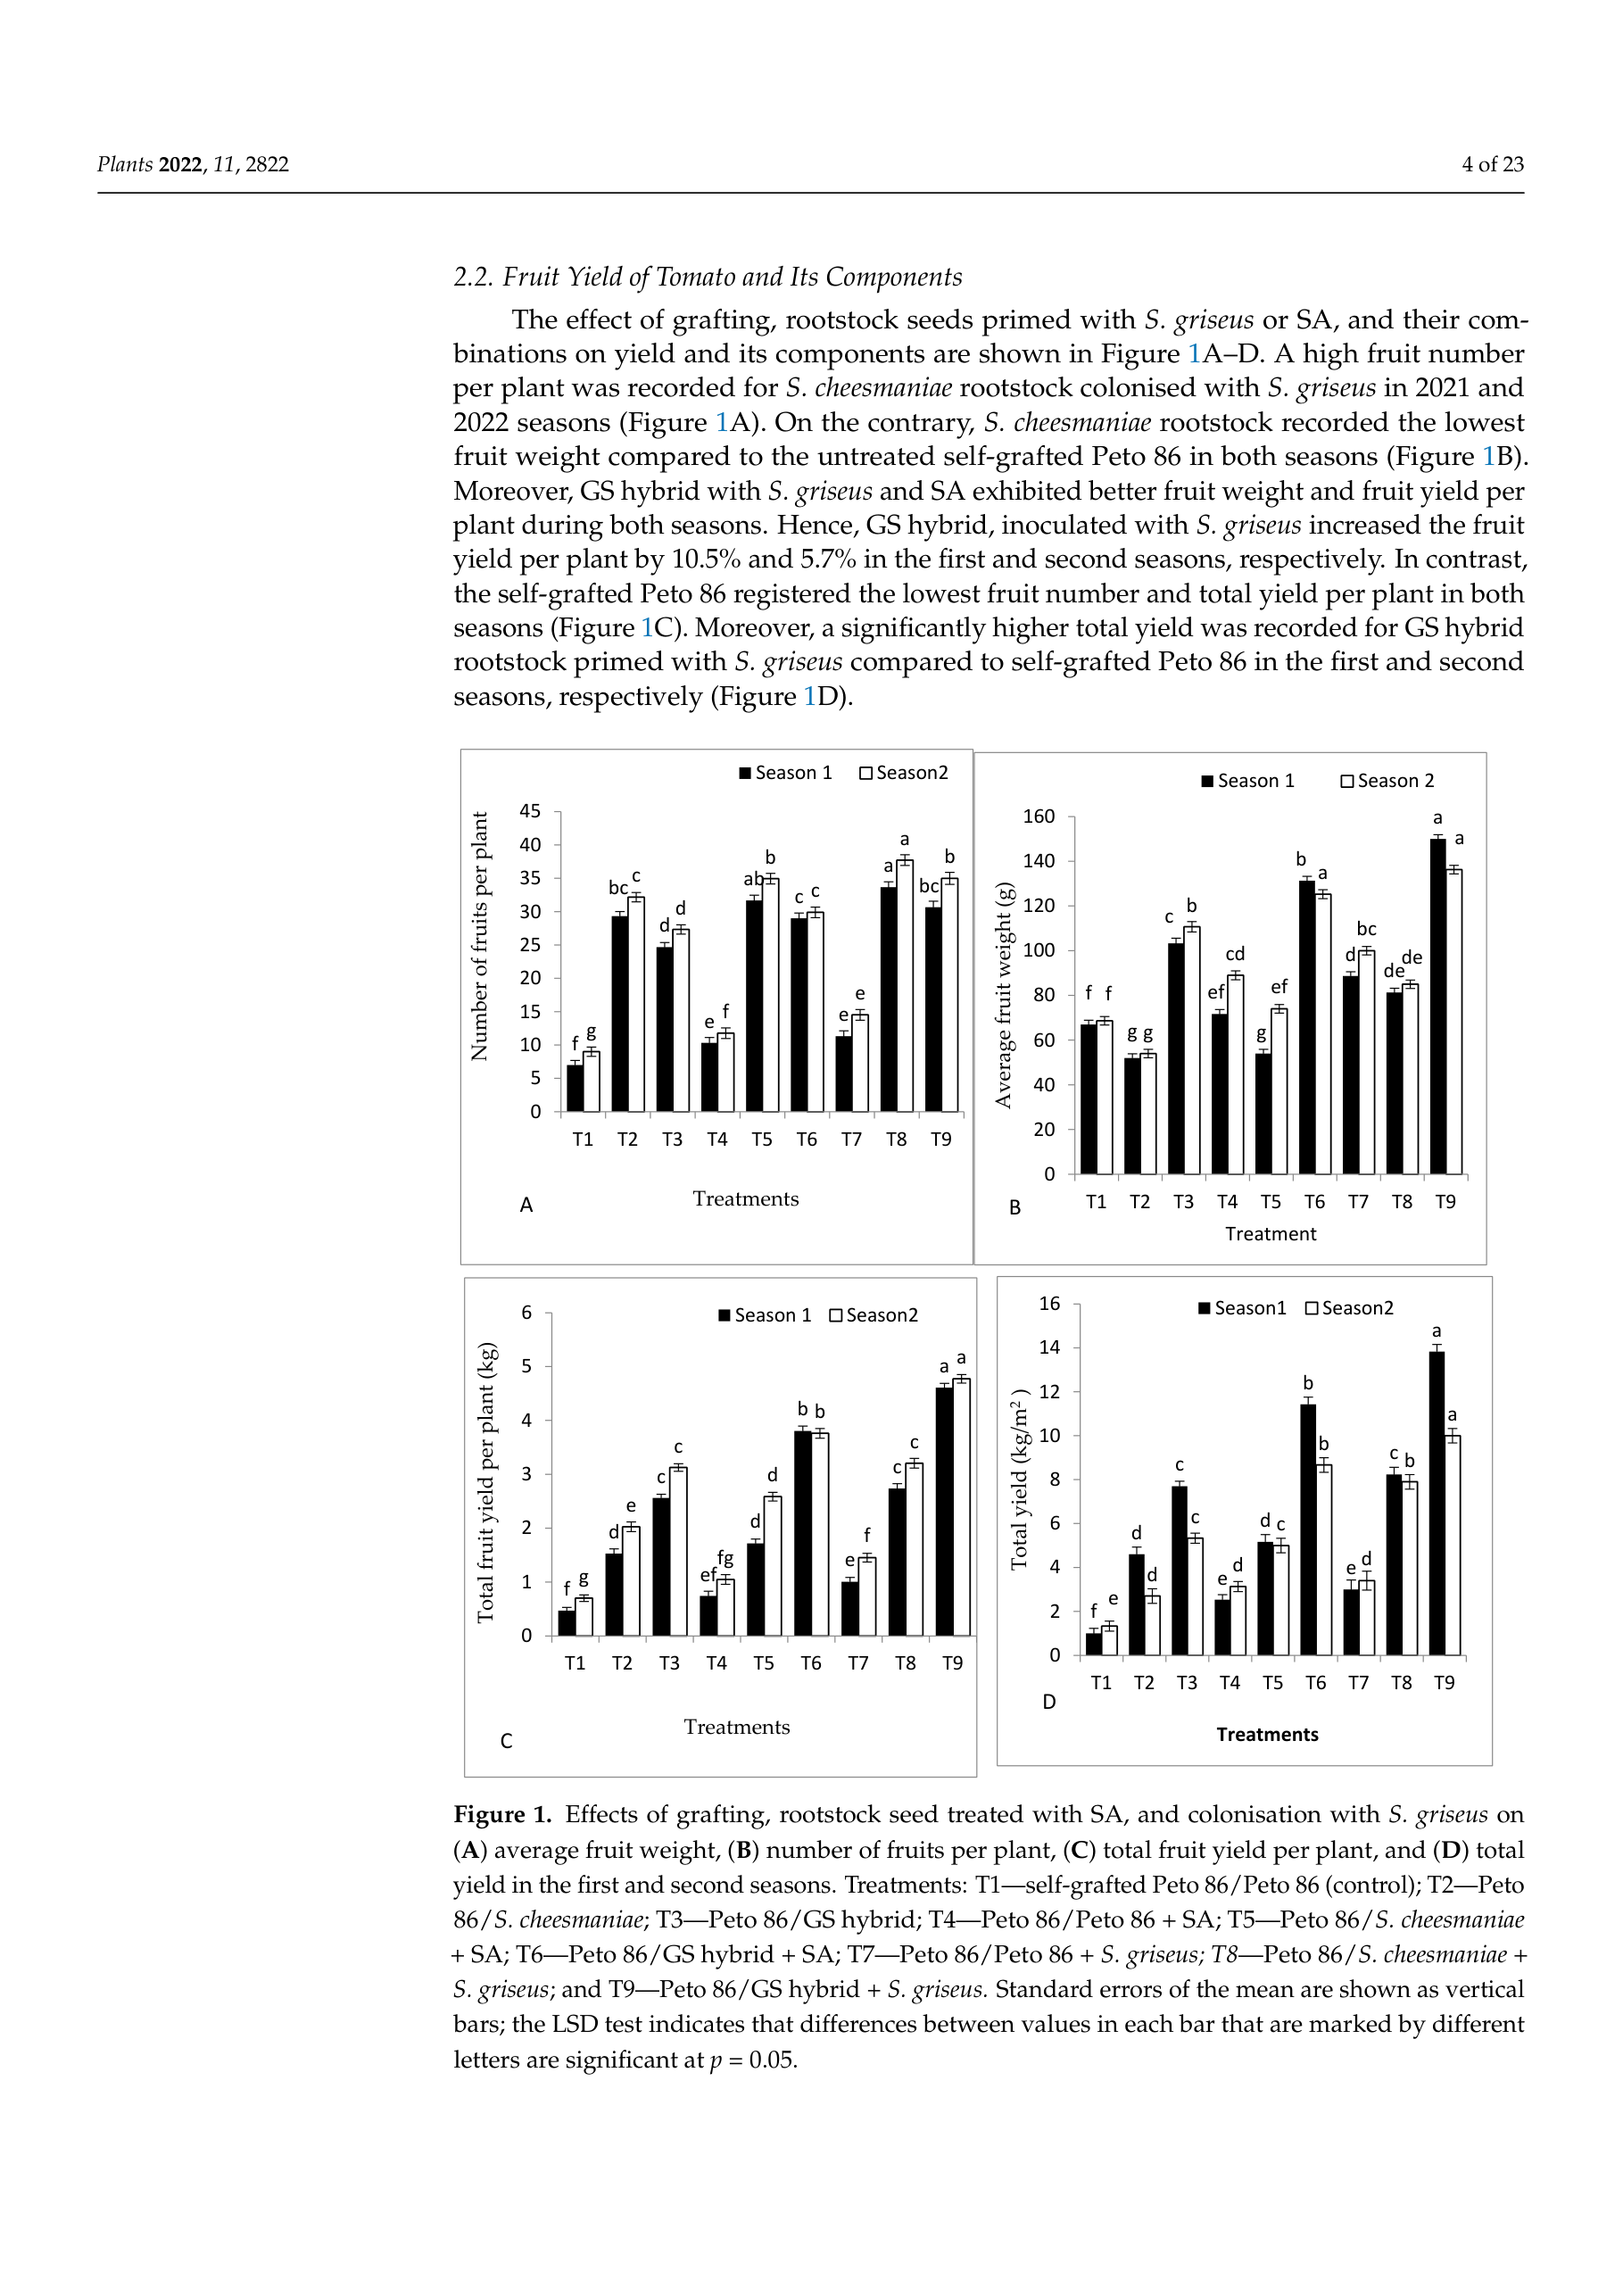 Plants 2022, 11, 2822
4 of 23
2.2. Fruit Yield of Tomato and Its Components
The effect of grafting, rootstock seeds primed with S. griseus or SA, and their com-
binations on yield and its components are shown in Figure 1A–D. A high fruit number
per plant was recorded for S. cheesmaniae rootstock colonised with S. griseus in 2021 and
2022 seasons (Figure 1A). On the contrary, S. cheesmaniae rootstock recorded the lowest
fruit weight compared to the untreated self-grafted Peto 86 in both seasons (Figure 1B).
Moreover, GS hybrid with S. griseus and SA exhibited better fruit weight and fruit yield per
plant during both seasons. Hence, GS hybrid, inoculated with S. griseus increased the fruit
yield per plant by 10.5% and 5.7% in the first and second seasons, respectively. In contrast,
the self-grafted Peto 86 registered the lowest fruit number and total yield per plant in both
seasons (Figure 1C). Moreover, a significantly higher total yield was recorded for GS hybrid
rootstock primed with S. griseus compared to self-grafted Peto 86 in the first and second
seasons, respectively (Figure 1D).
Season 1 Season2
Number of fruits per plant
45
40
35
30
25
20
15
10
5
0
f g bc c d d e f ab b c c e e a a bc b
T1 T2 T3 T4 T5 T6 T7 T8 T9
Treatments
A
Season 1 Season 2
Average fruit weight (g)
160
140
120
100
80
60
40
20
0
f f g g c b ef cd g ef b a d bc de de a a
T1 T2 T3 T4 T5 T6 T7 T8 T9
B
Treatment
Season 1 Season2
Total fruit yield per plant (kg)
6
5
4
3
2
1
0
f g d e c c ef fg d d b b e f c c a a
T1 T2 T3 T4 T5 T6 T7 T8 T9
Treatments
C
Season1 Season2
Total yield (kg/m2 )
16
14
12
10
8
6
4
2
0
f e d d c c e d d c b b e d c b a a
T1 T2 T3 T4 T5 T6 T7 T8 T9
D
Treatments
Figure 1. Effects of grafting, rootstock seed treated with SA, and colonisation with S. griseus on
(A) average fruit weight, (B) number of fruits per plant, (C) total fruit yield per plant, and (D) total
yield in the first and second seasons. Treatments: T1—self-grafted Peto 86/Peto 86 (control); T2—Peto
86/S. cheesmaniae; T3—Peto 86/GS hybrid; T4—Peto 86/Peto 86 + SA; T5—Peto 86/S. cheesmaniae
+ SA; T6—Peto 86/GS hybrid + SA; T7—Peto 86/Peto 86 + S. griseus; T8—Peto 86/S. cheesmaniae +
S. griseus; and T9—Peto 86/GS hybrid + S. griseus. Standard errors of the mean are shown as vertical
bars; the LSD test indicates that differences between values in each bar that are marked by different
letters are significant at p = 0.05.